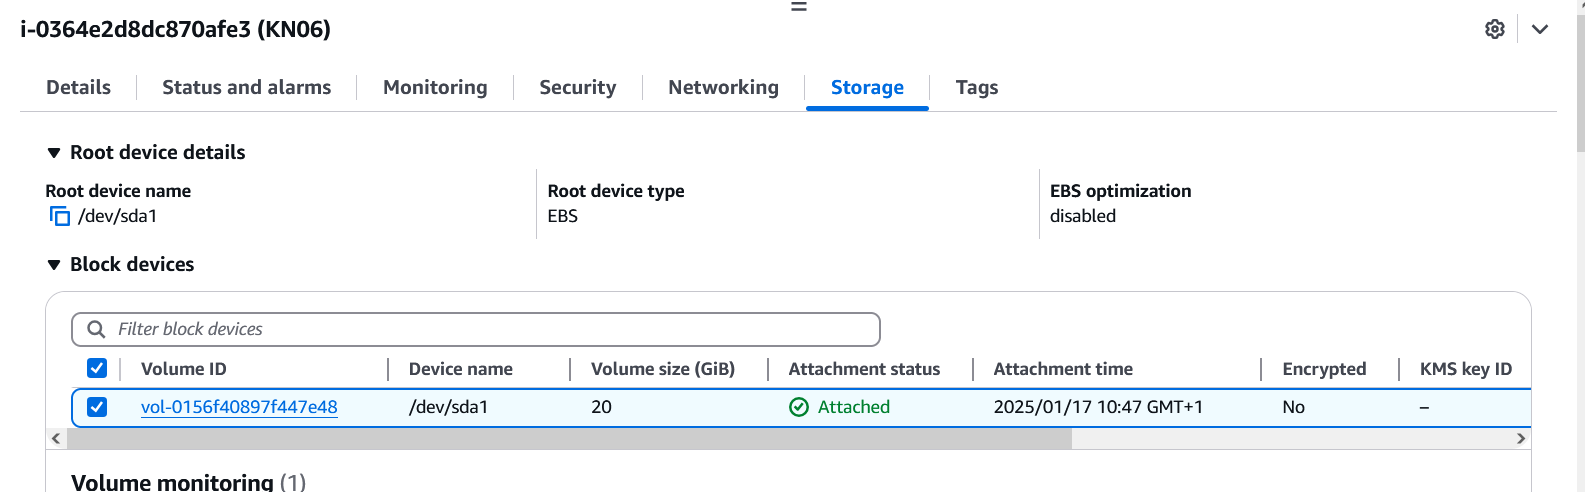 i-0364e2d8dc870afe3 (KN06)
Details Status and alarms Monitoring Security Networking Storage Tags
Root device details
Root device name Root device type EBS optimization
/dev/sda1 EBS disabled
Block devices
Filter block devices
Volume ID Device name Volume size (GiB) Attachment status Attachment time Encrypted KMS key ID
vol-0156f40897f447e48 /dev/sda1 20 Attached 2025/01/17 10:47 GMT+1 No –
Volume monitoring (1)